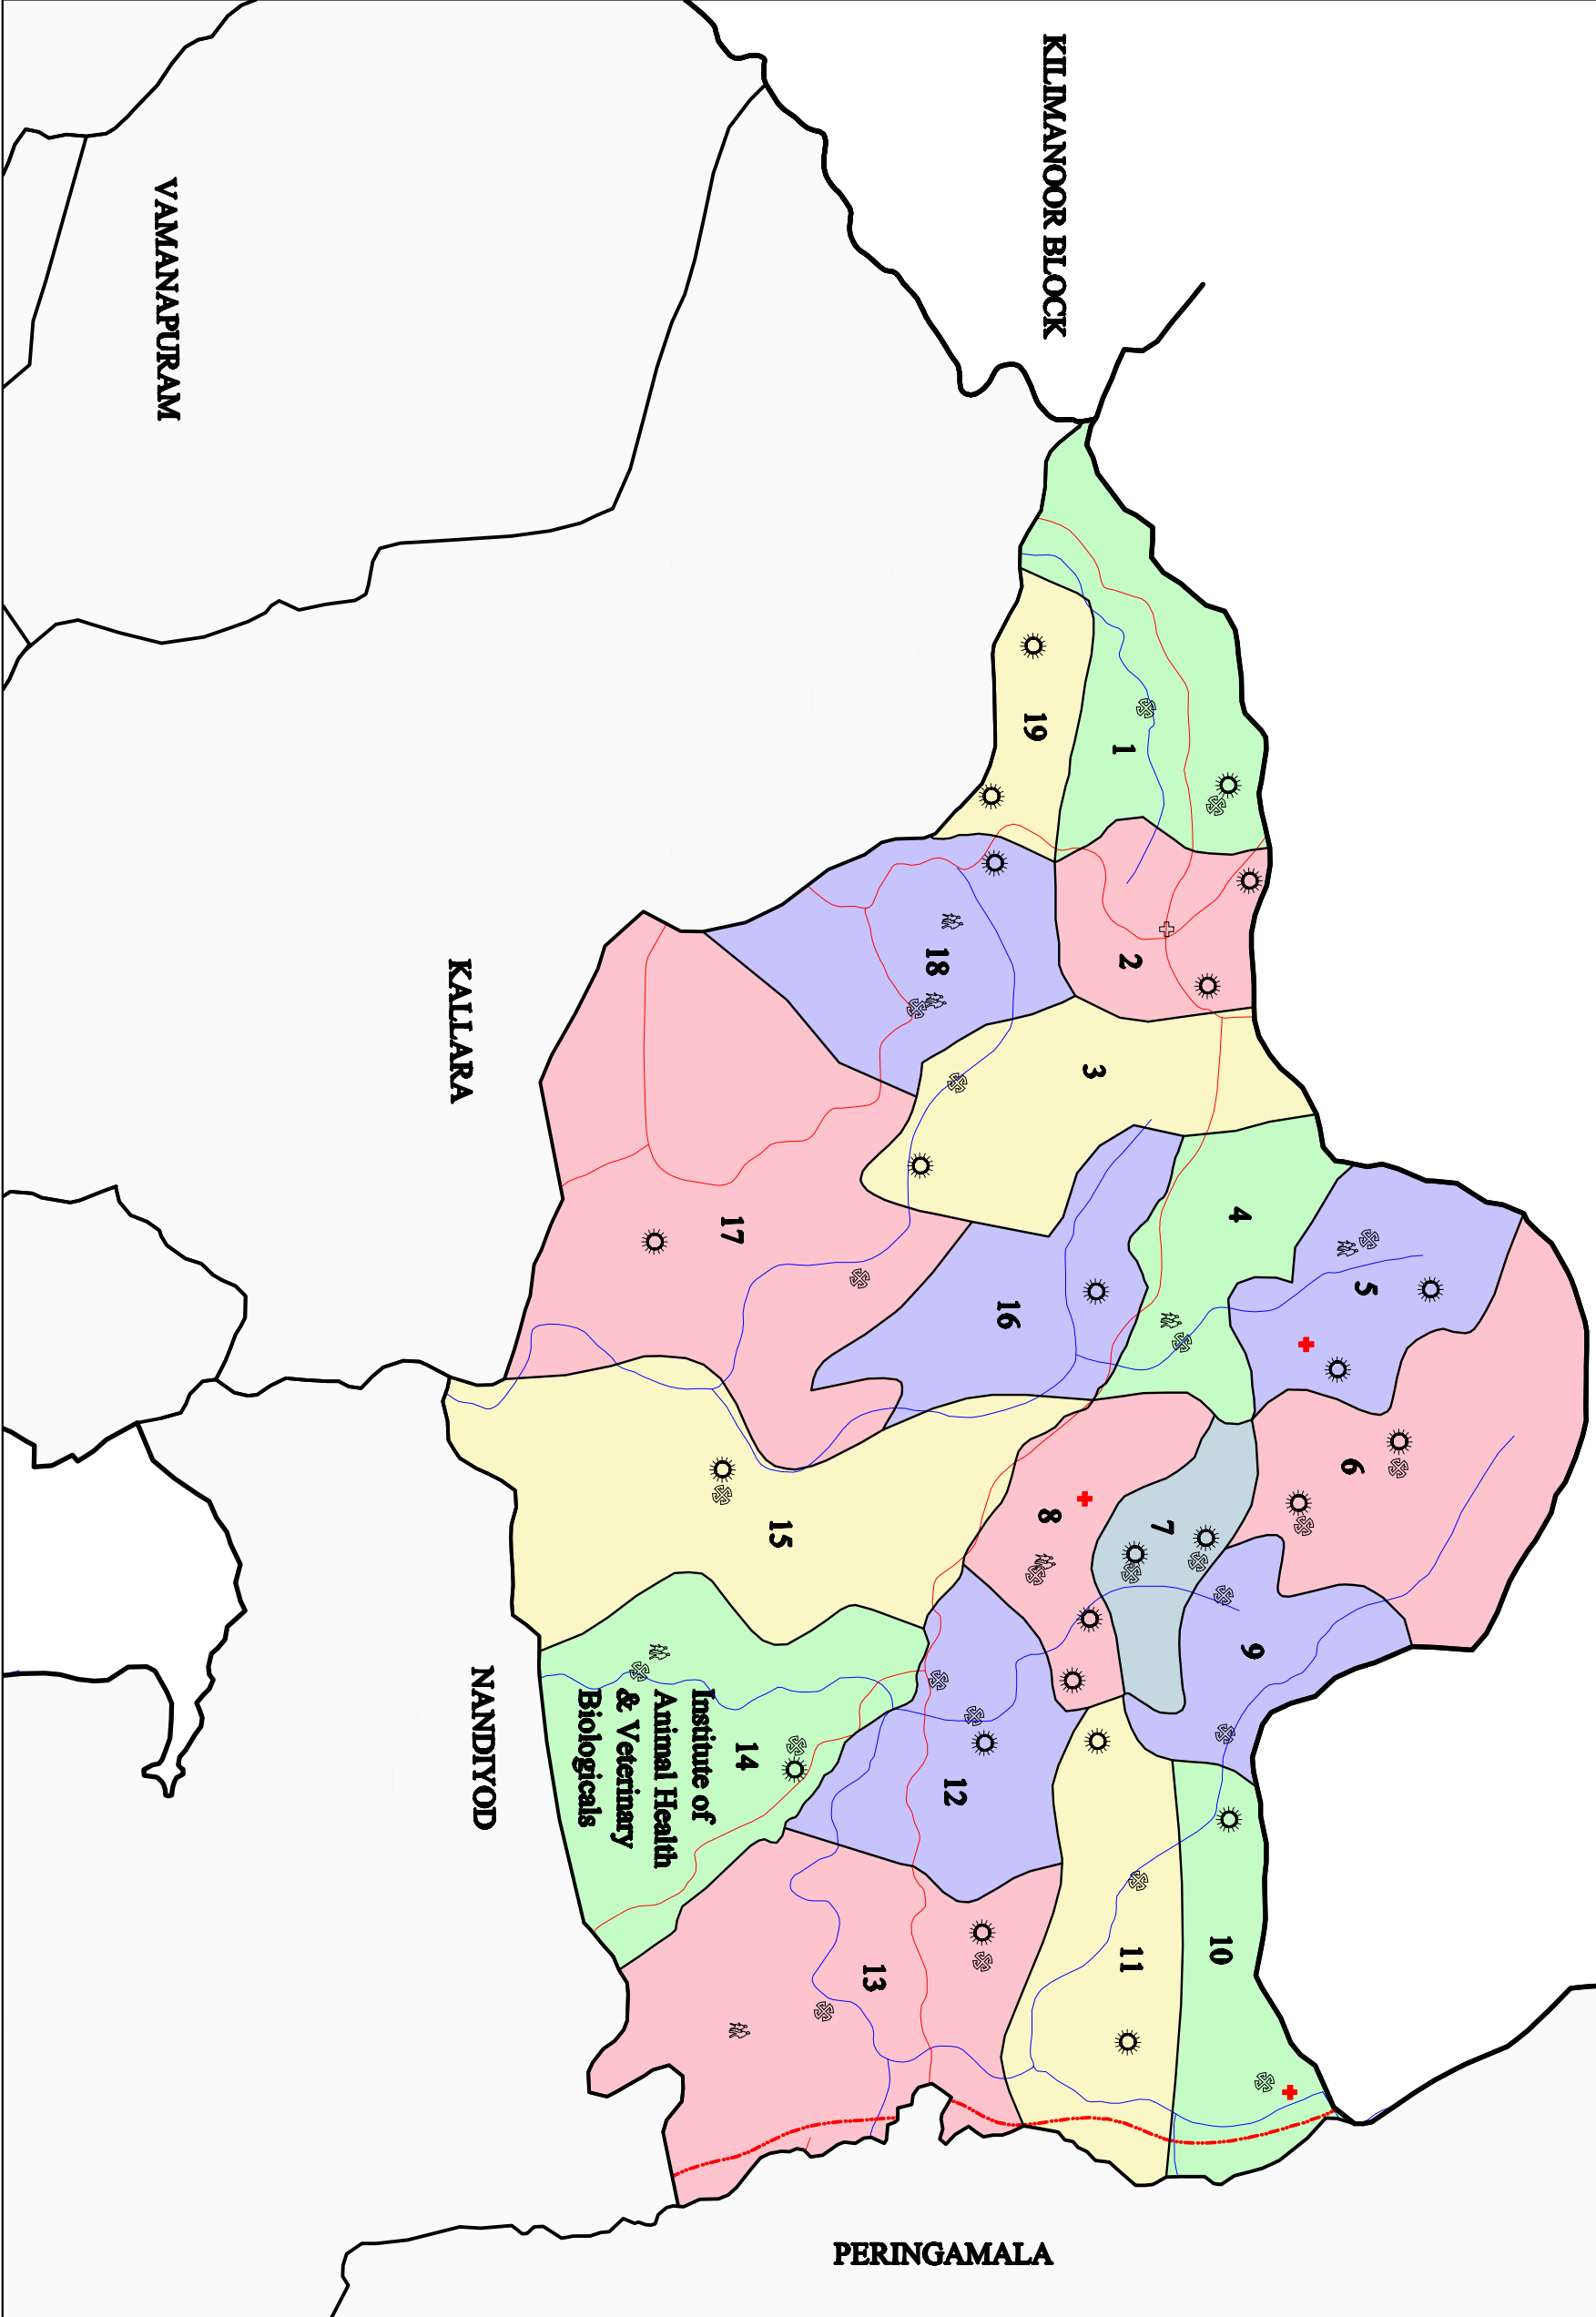 KILIMANOOR BLOCK
VAMANAPURAM
KALLARA
NANDIYOD
PERINGAMALA
1
2
3
4
5
6
7
8
9
10
11
12
13
14
Institute of
Animal Health
& Veterinary
Biologicals
15
16
17
18
19